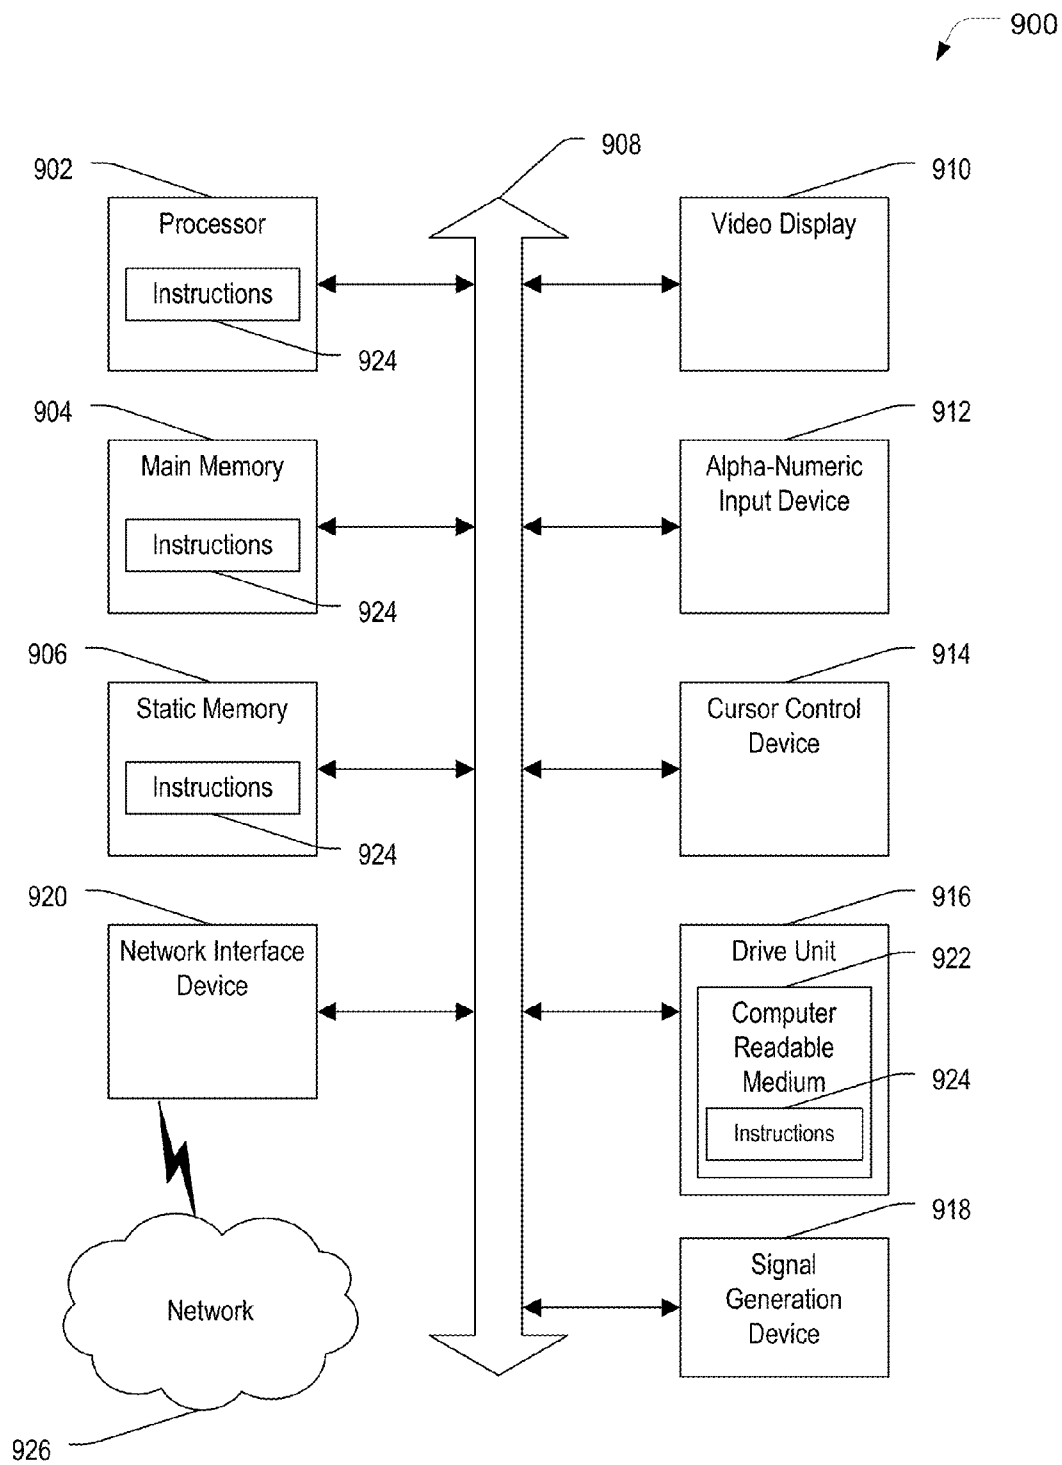 900
908
902
Processor
Instructions
924
910
Video Display
904
Main Memory
Instructions
924
912
Alpha-Numeric
Input Device
906
Static Memory
Instructions
924
914
Cursor Control
Device
920
Network Interface
Device
916
Drive Unit
922
Computer
Readable
Medium
924
Instructions
918
Signal
Generation
Device
Network
926